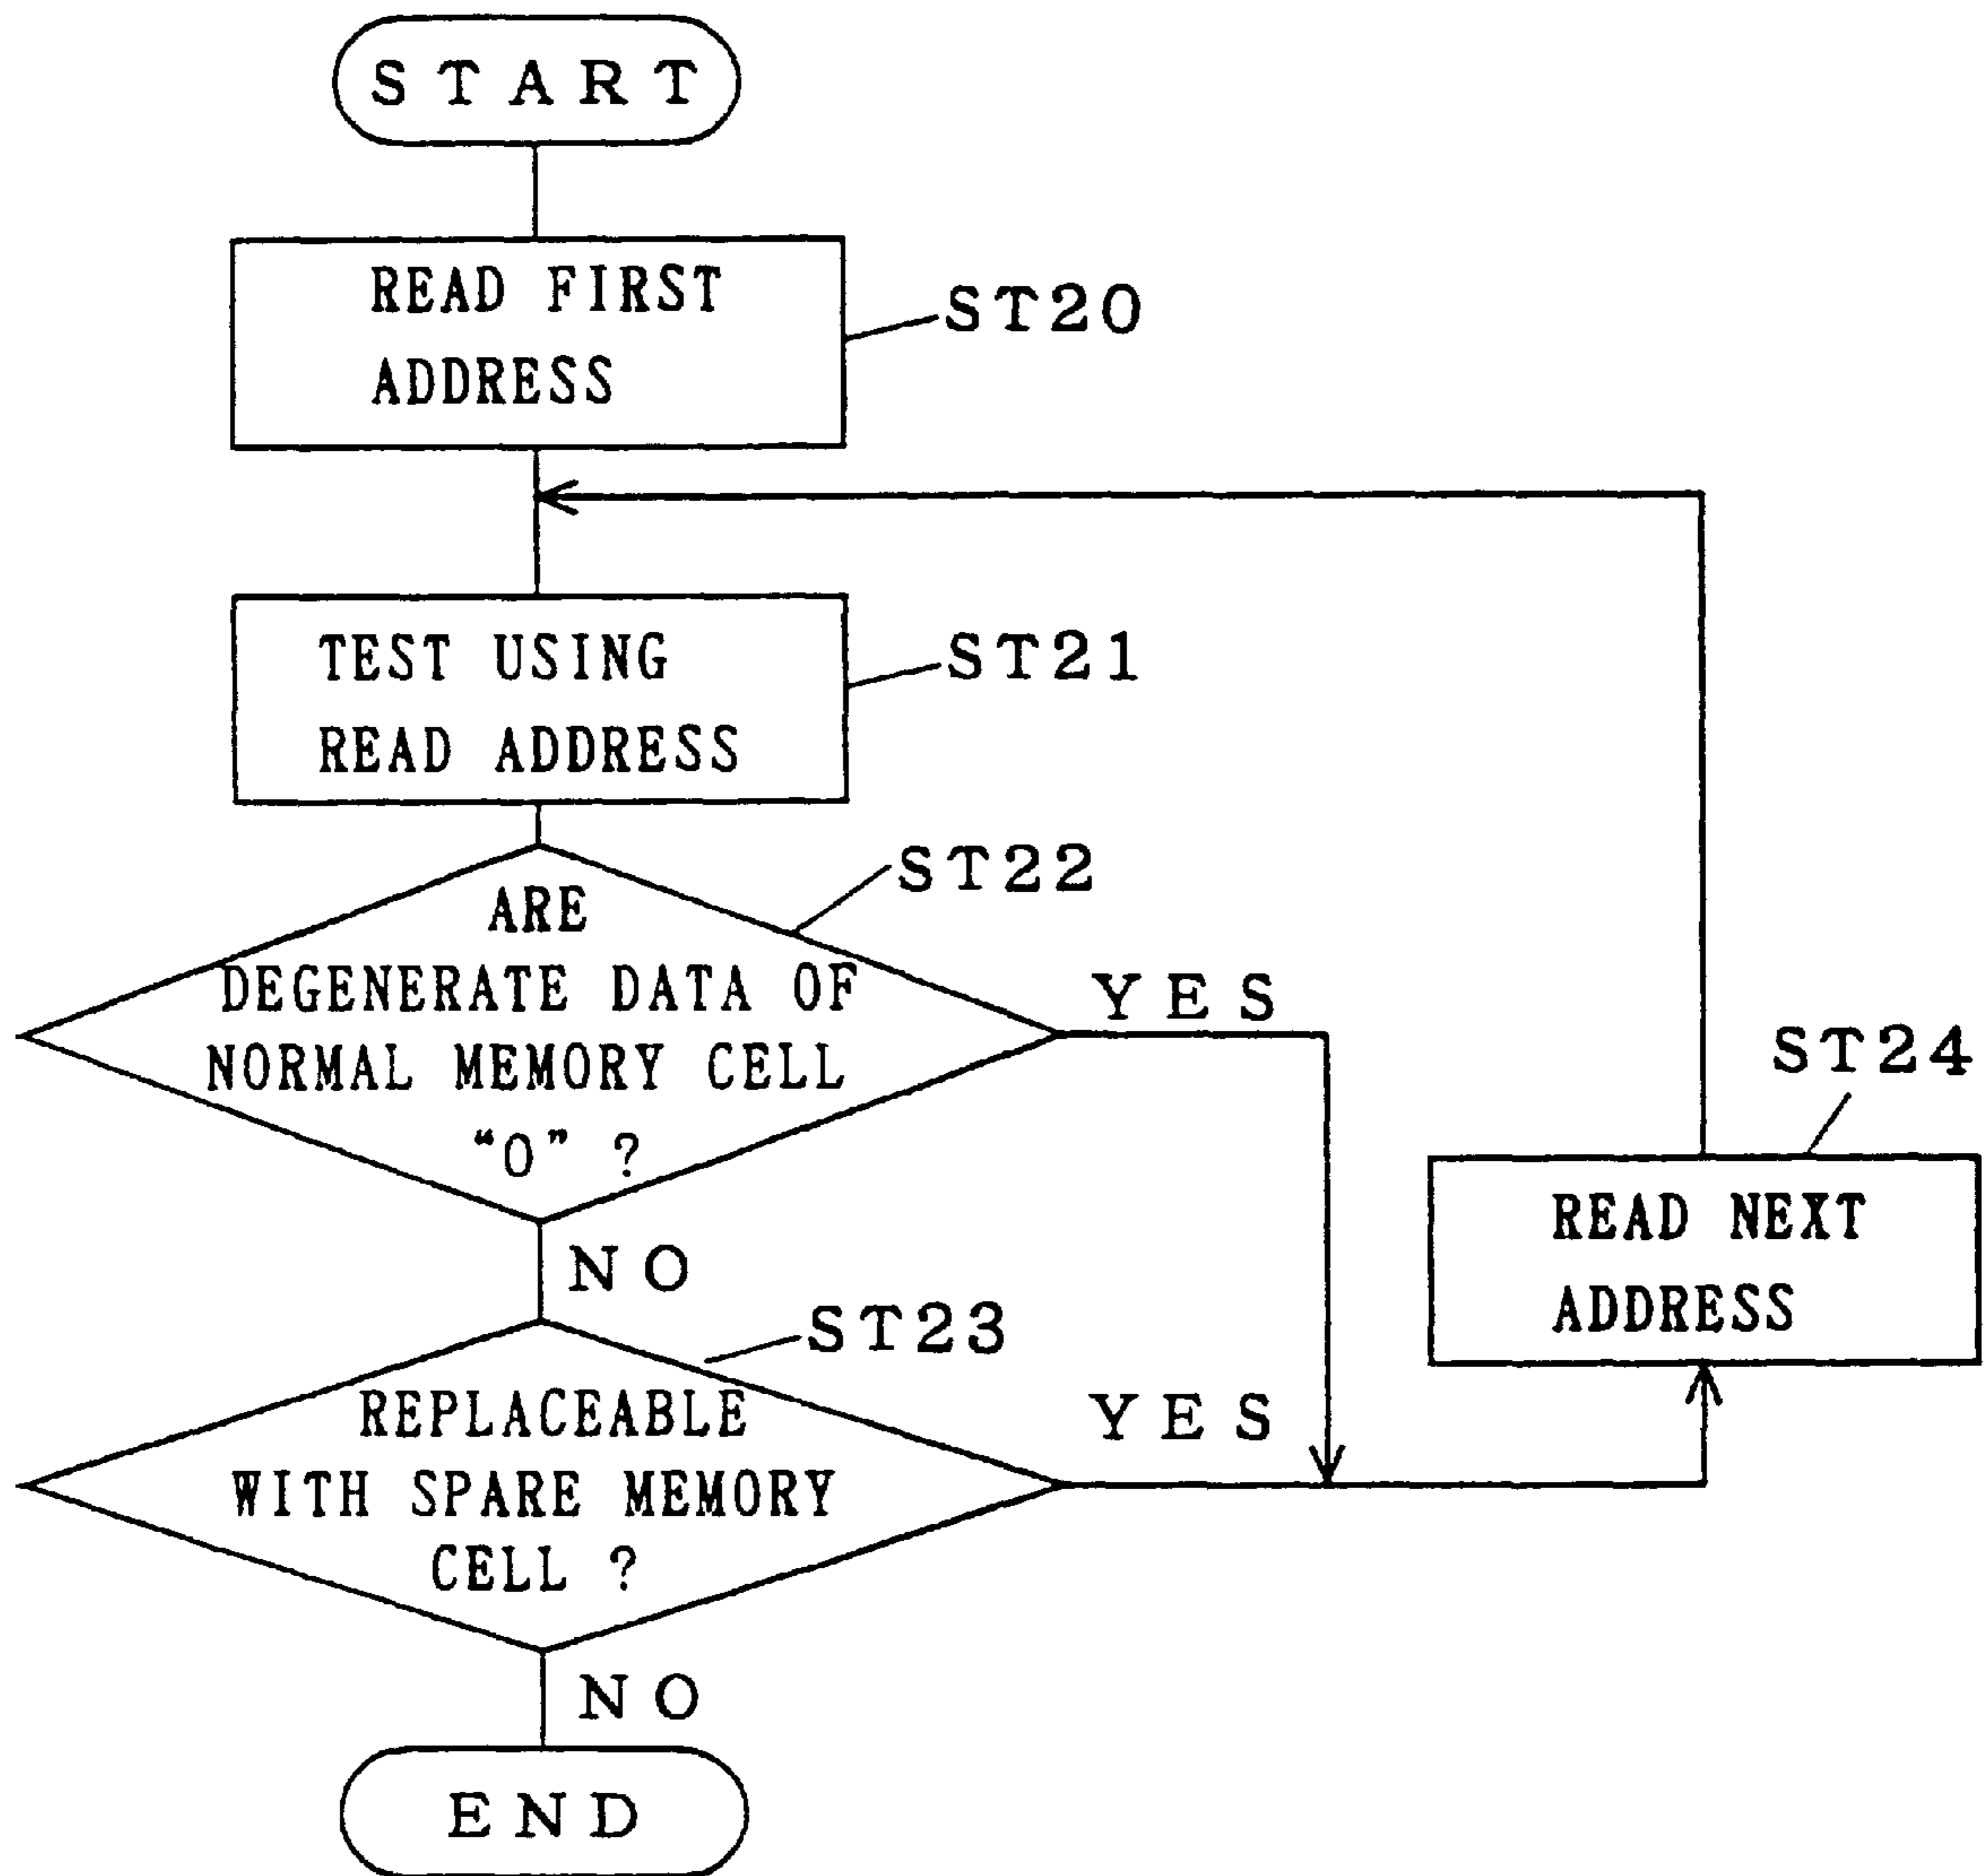 START
READ FIRST
ADDRESS
ST20
TEST USING
READ ADDRESS
ST21
ST22
ARE
DEGENERATE DATA OF
NORMAL MEMORY CELL
“0” ?
YES
NO
ST24
READ NEXT
ADDRESS
ST23
REPLACEABLE
WITH SPARE MEMORY
CELL ?
YES
NO
END